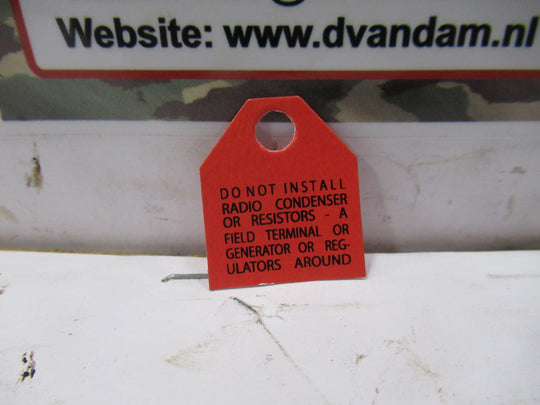 Website: www.dvandam.nl
DO NOT INSTALL
RADIO CONDENSER
OR RESISTORS - A
FIELD TERMINAL OR
GENERATOR OR REG-
ULATORS AROUND